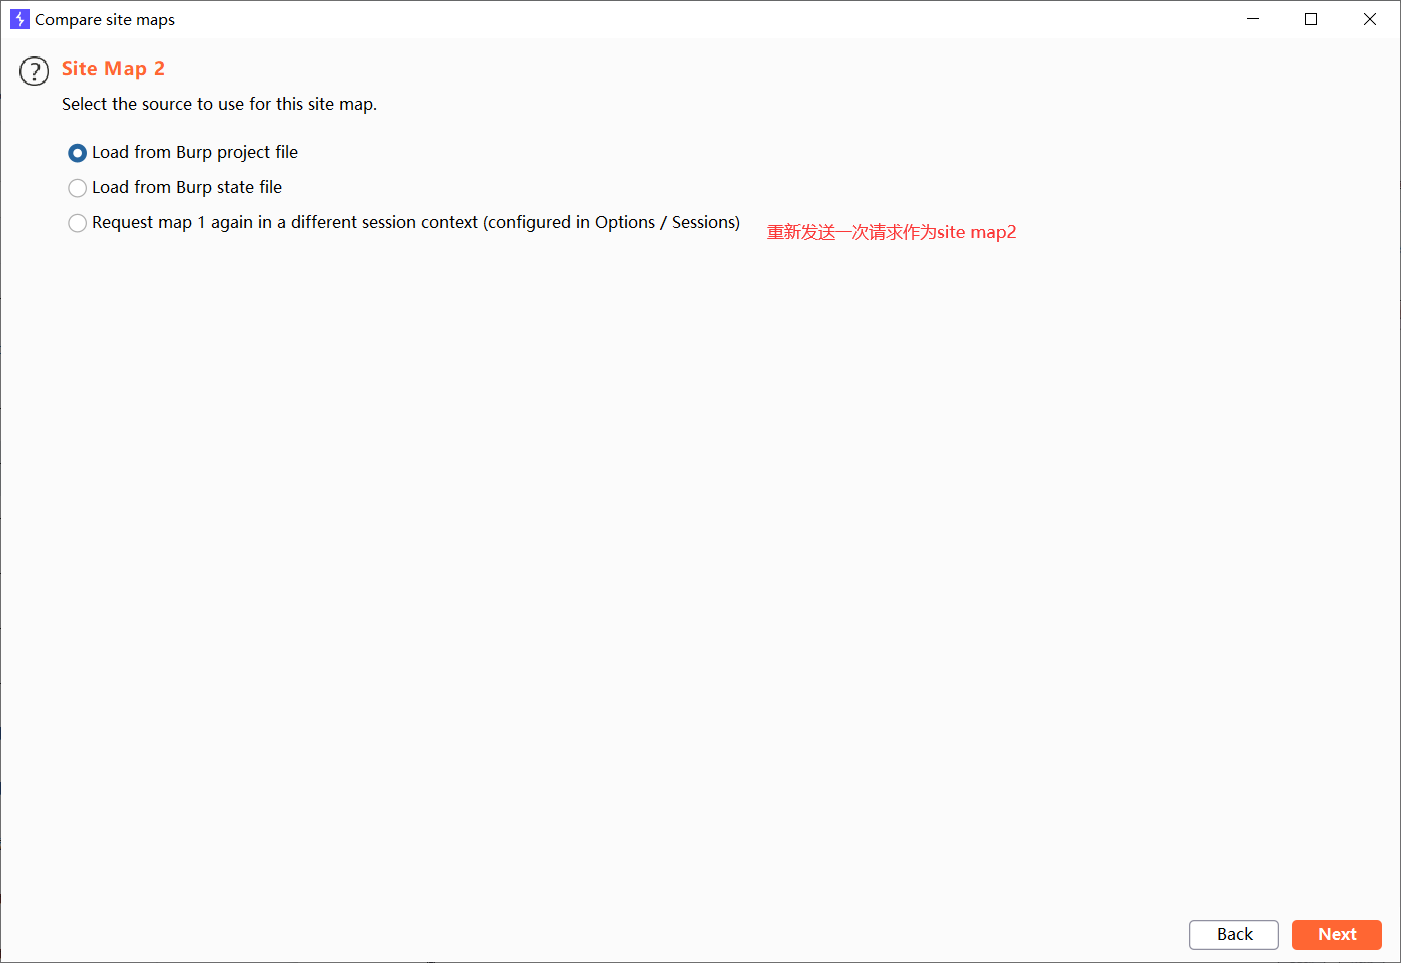 Compare site maps
Site Map 2
Select the source to use for this site map.
Load from Burp project file
Load from Burp state file
Request map 1 again in a different session context (configured in Options / Sessions)
重新发送一次请求作为site map2
Back
Next